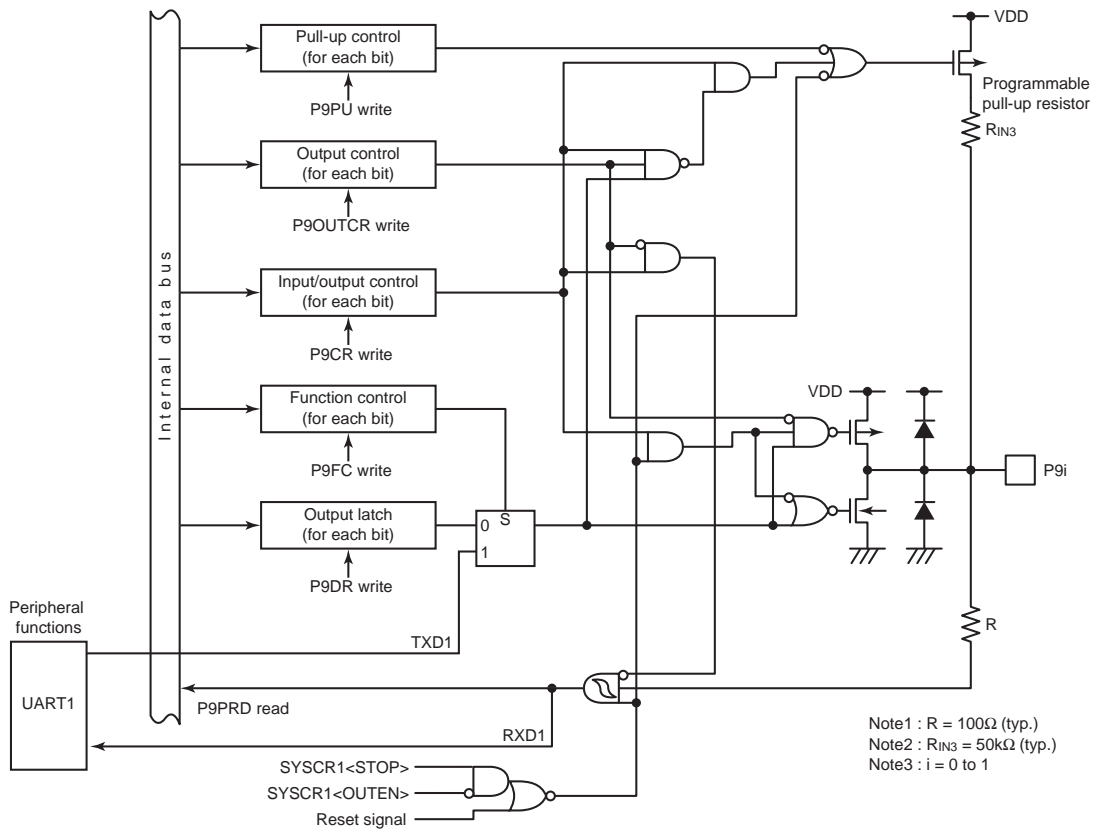 VDD
Pull-up control
(for each bit)
P9PU write
Programmable
pull-up resistor
RIN3
Output control
(for each bit)
P9OUTCR write
Internal data bus
Input/output control
(for each bit)
P9CR write
Function control
(for each bit)
P9FC write
VDD
P9i
Output latch
(for each bit)
P9DR write
S
0
1
Peripheral
functions
TXD1
R
UART1
P9PRD read
RXD1
Note1 : R = 100Ω (typ.)
Note2 : RIN3 = 50kΩ (typ.)
Note3 : i = 0 to 1
SYSCR1<STOP>
SYSCR1<OUTEN>
Reset signal